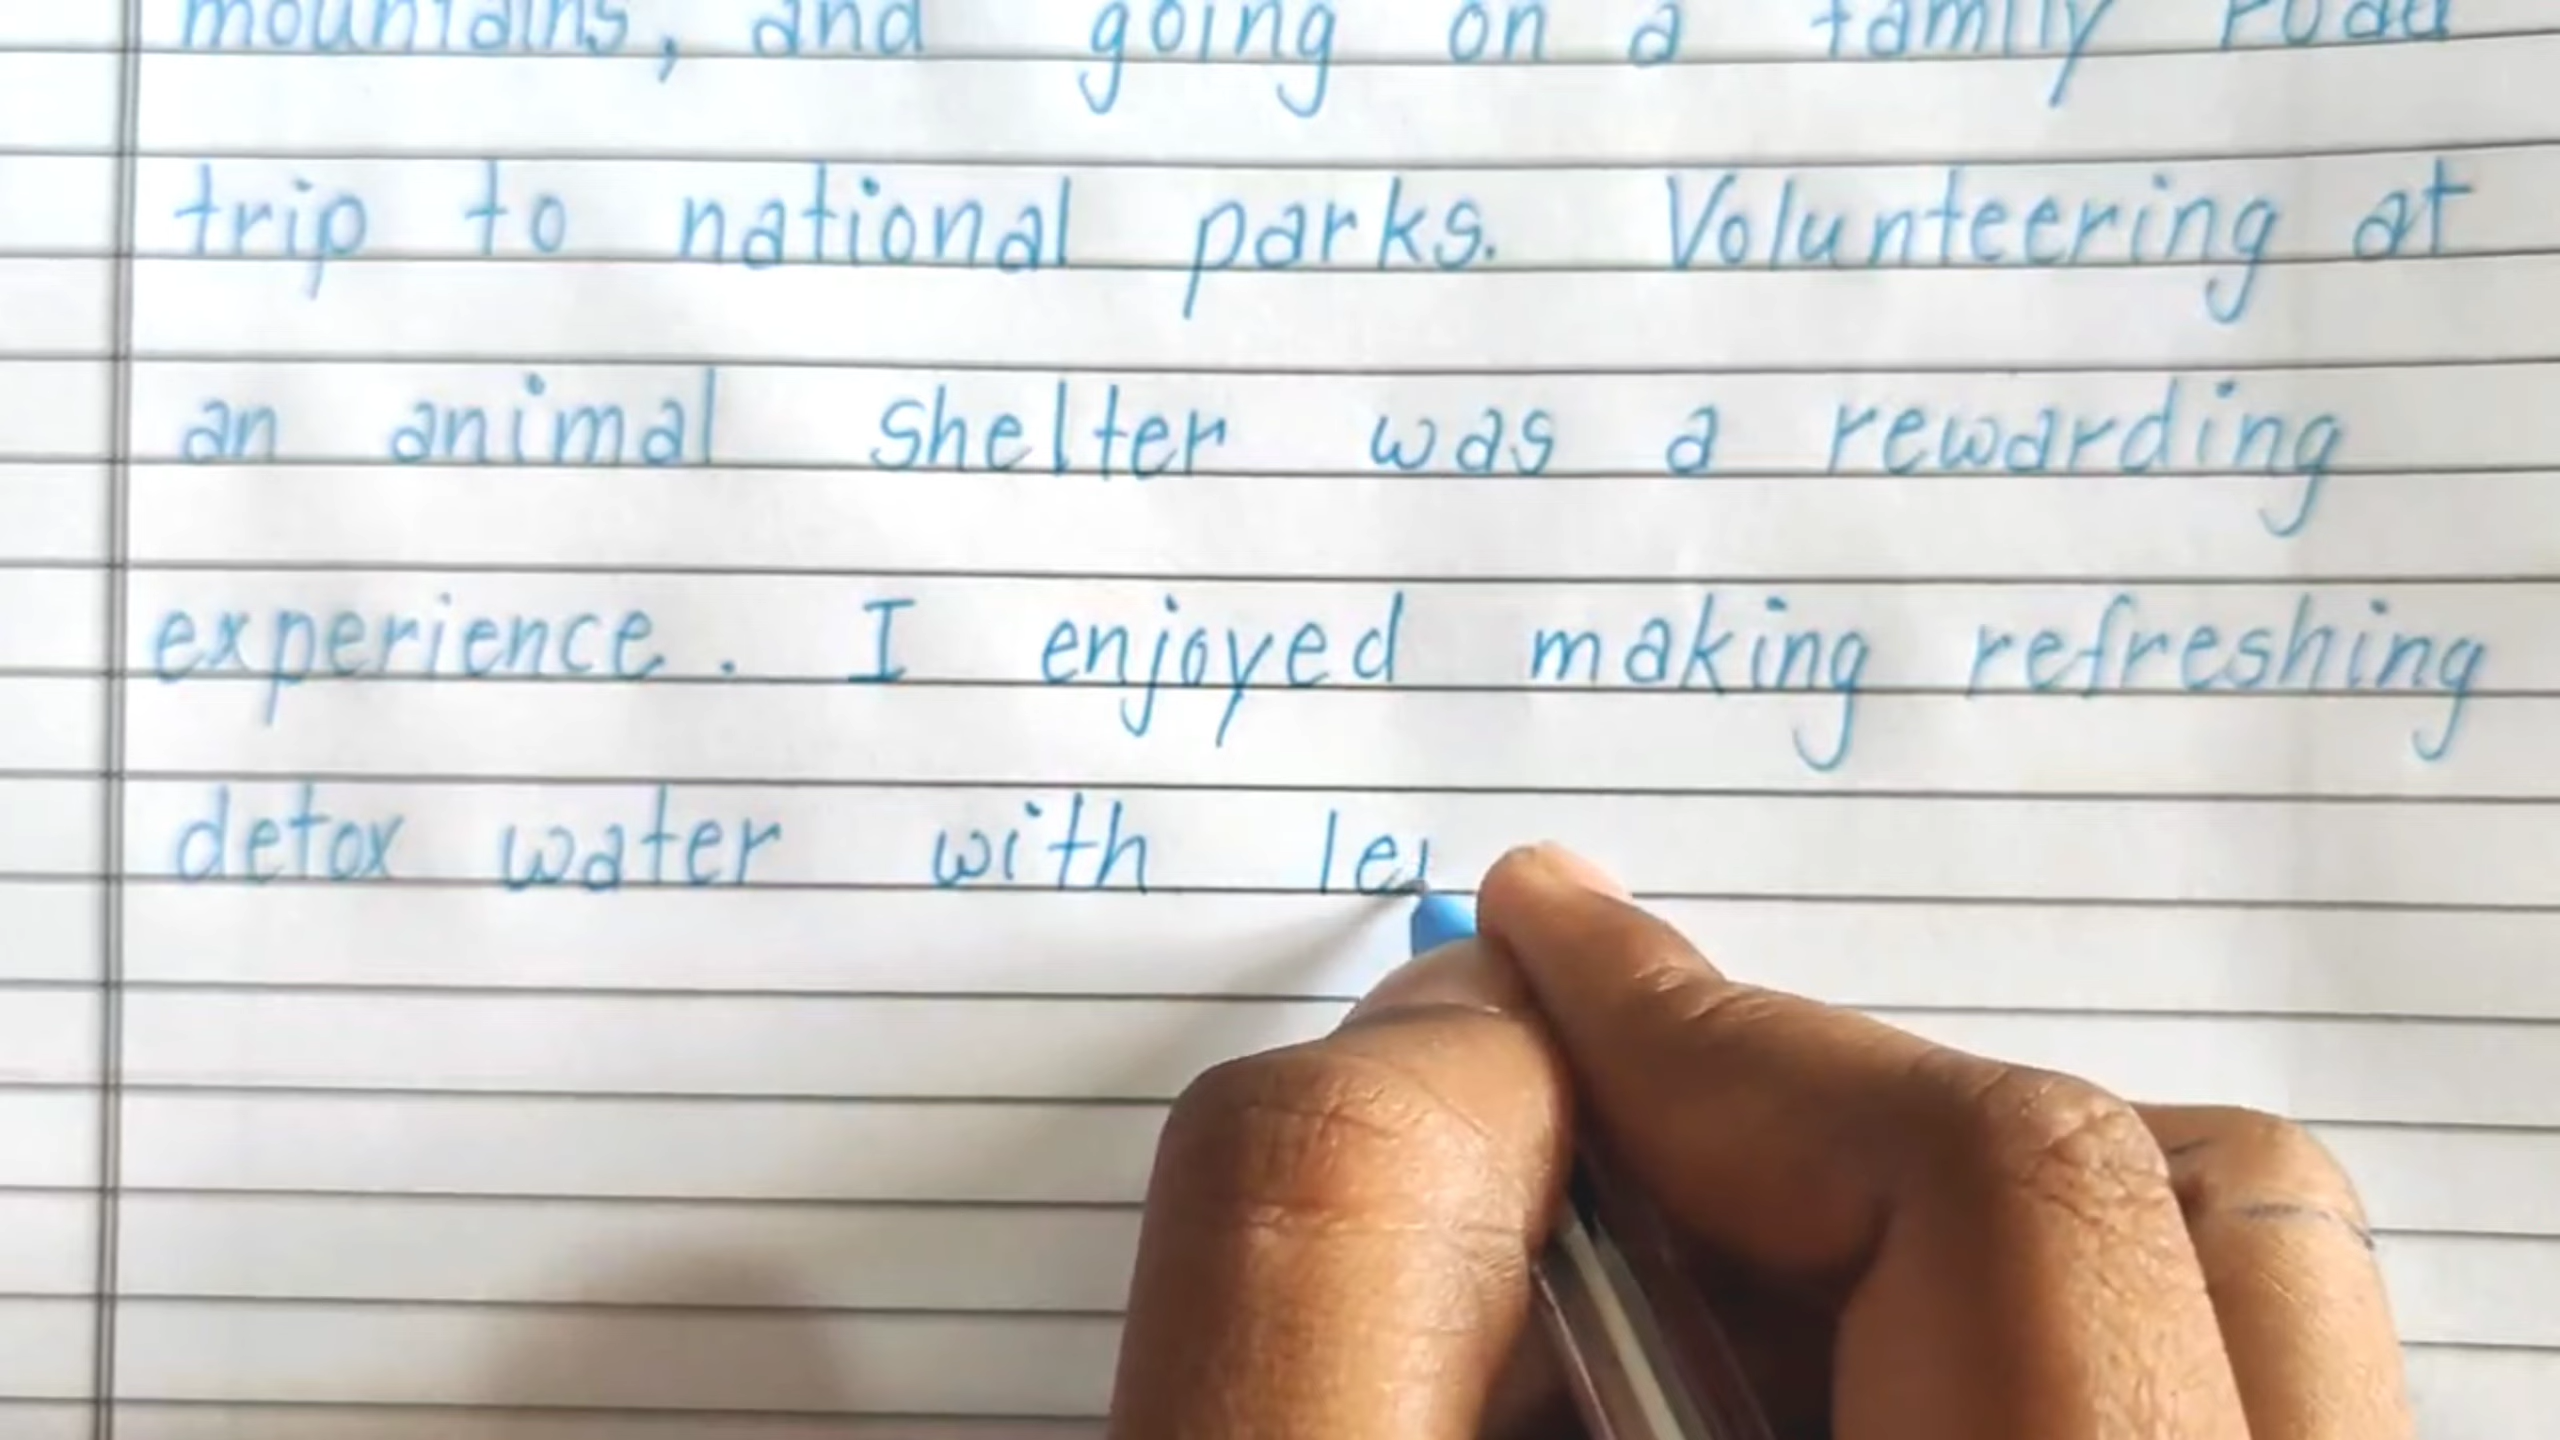 mountains, and going on a family road
trip to national parks. Volunteering at
an animal shelter was a rewarding
experience. I enjoyed making refreshing
detox water with